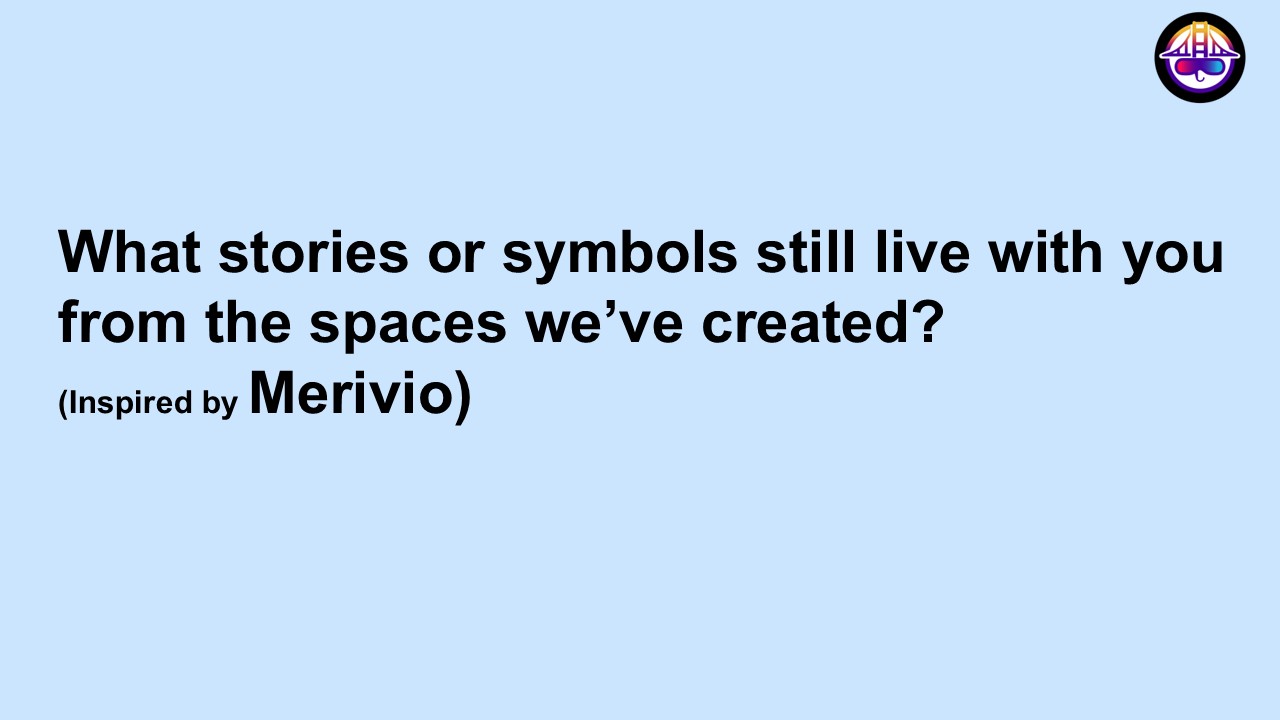 What stories or symbols still live with you
from the spaces we’ve created?
(Inspired by Merivio)